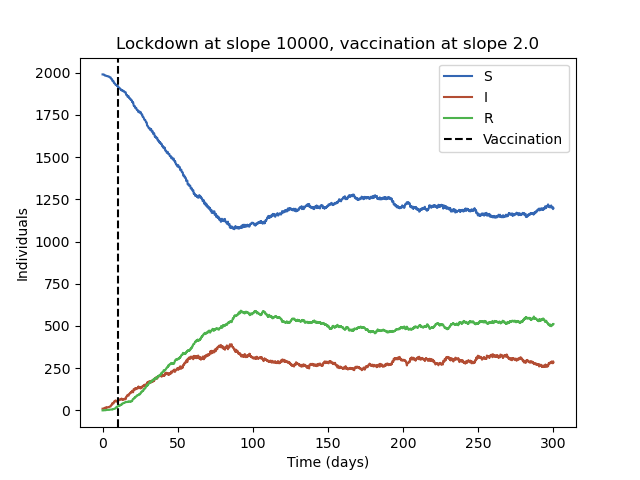 Lockdown at slope 10000, vaccination at slope 2.0
S
I
R
Vaccination
2000
1750
1500
1250
1000
750
500
250
0
Individuals
0 50 100 150 200 250 300
Time (days)